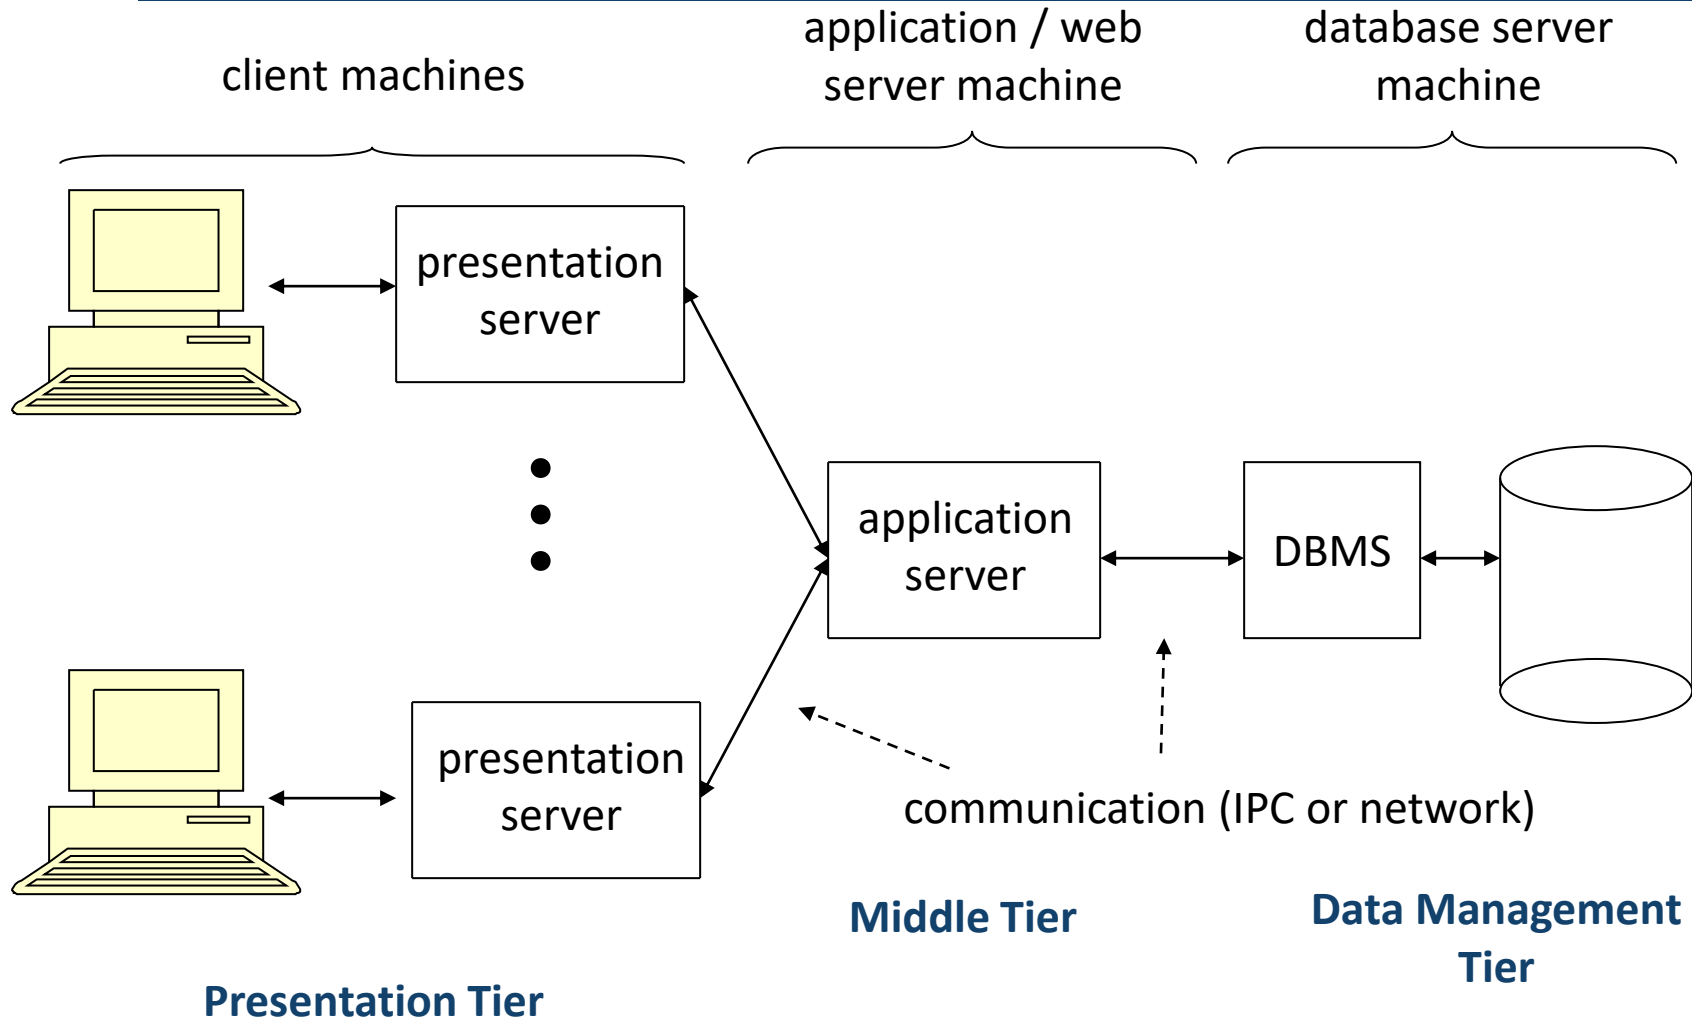 client machines
application / web
server machine
database server
machine
presentation
server
application
server
DBMS
presentation
server
communication (IPC or network)
Middle Tier
Data Management
Tier
Presentation Tier